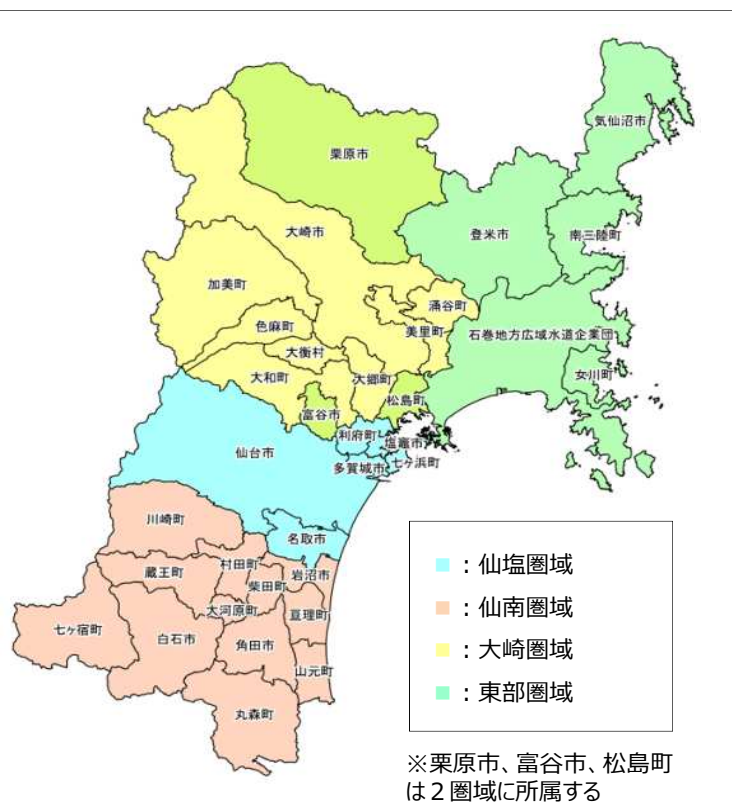 気仙沼市
栗原市
大崎市
登米市
南三陸町
加美町
涌谷町
色麻町
美里町
石巻地方広域水道企業団
大衡村
大和町
大郷町
女川町
松島町
富谷市
利府町
塩竈市
仙台市
多賀城市
七ヶ浜町
川崎町
名取市
村田町
岩沼市
蔵王町
柴田町
大河原町
亘理町
七ヶ宿町
白石市
角田市
山元町
丸森町
：仙塩圏域
：仙南圏域
：大崎圏域
：東部圏域
※栗原市、富谷市、松島町
は２圏域に所属する